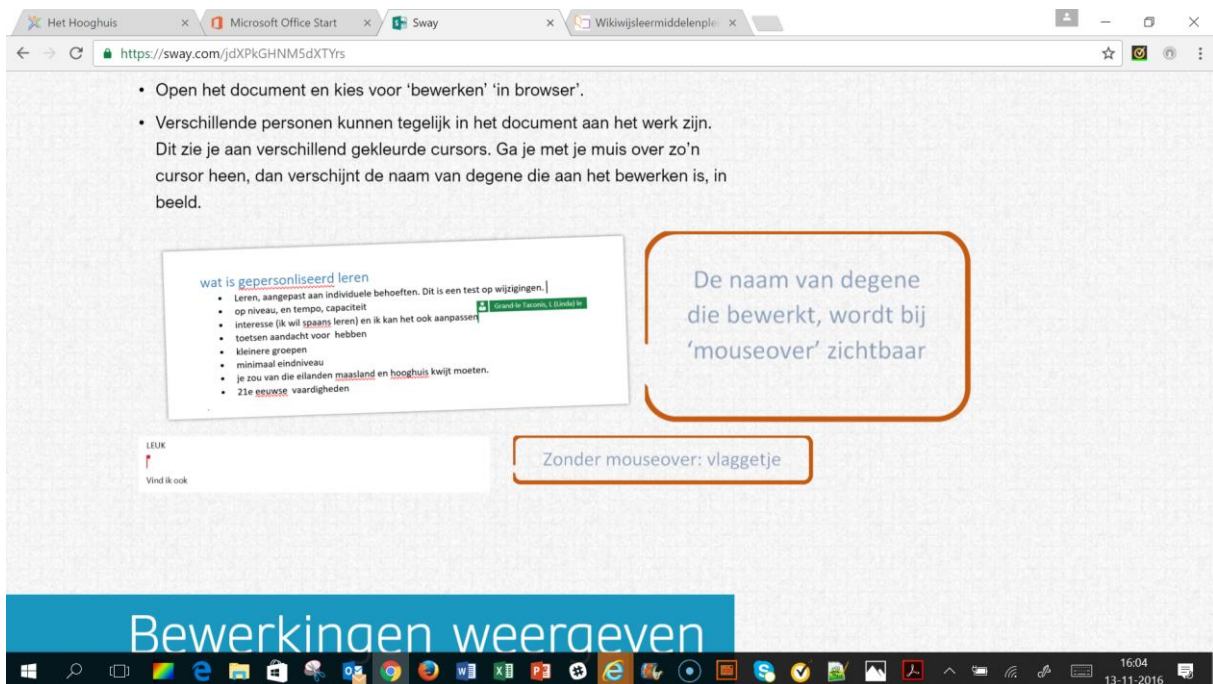 Het Hooghuis
Microsoft Office Start
Sway
Wikiwijsleermiddelenplei
https://sway.com/jdXPkGHNM5dXTYrs
• Open het document en kies voor ‘bewerken’ ‘in browser’.
• Verschillende personen kunnen tegelijk in het document aan het werk zijn.
Dit zie je aan verschillend gekleurde cursors. Ga je met je muis over zo’n
cursor heen, dan verschijnt de naam van degene die aan het bewerken is, in
beeld.
wat is gepersonliseerd leren
• Leren, aangepast aan individuele behoeften. Dit is een test op wijzigingen.
• op niveau, en tempo, capaciteit
Grand-le Taconis, L (Linda) le
• interesse (ik wil spaans leren) en ik kan het ook aanpassen
• toetsen aandacht voor hebben
• kleinere groepen
• minimaal eindniveau
• je zou van die eilanden maasland en hooghuis kwijt moeten.
• 21e eeuwse vaardigheden
De naam van degene
die bewerkt, wordt bij
‘mouseover’ zichtbaar
LEUK
Vind ik ook
Zonder mouseover: vlaggetje
Bewerkingen weergeven
16:04
13-11-2016